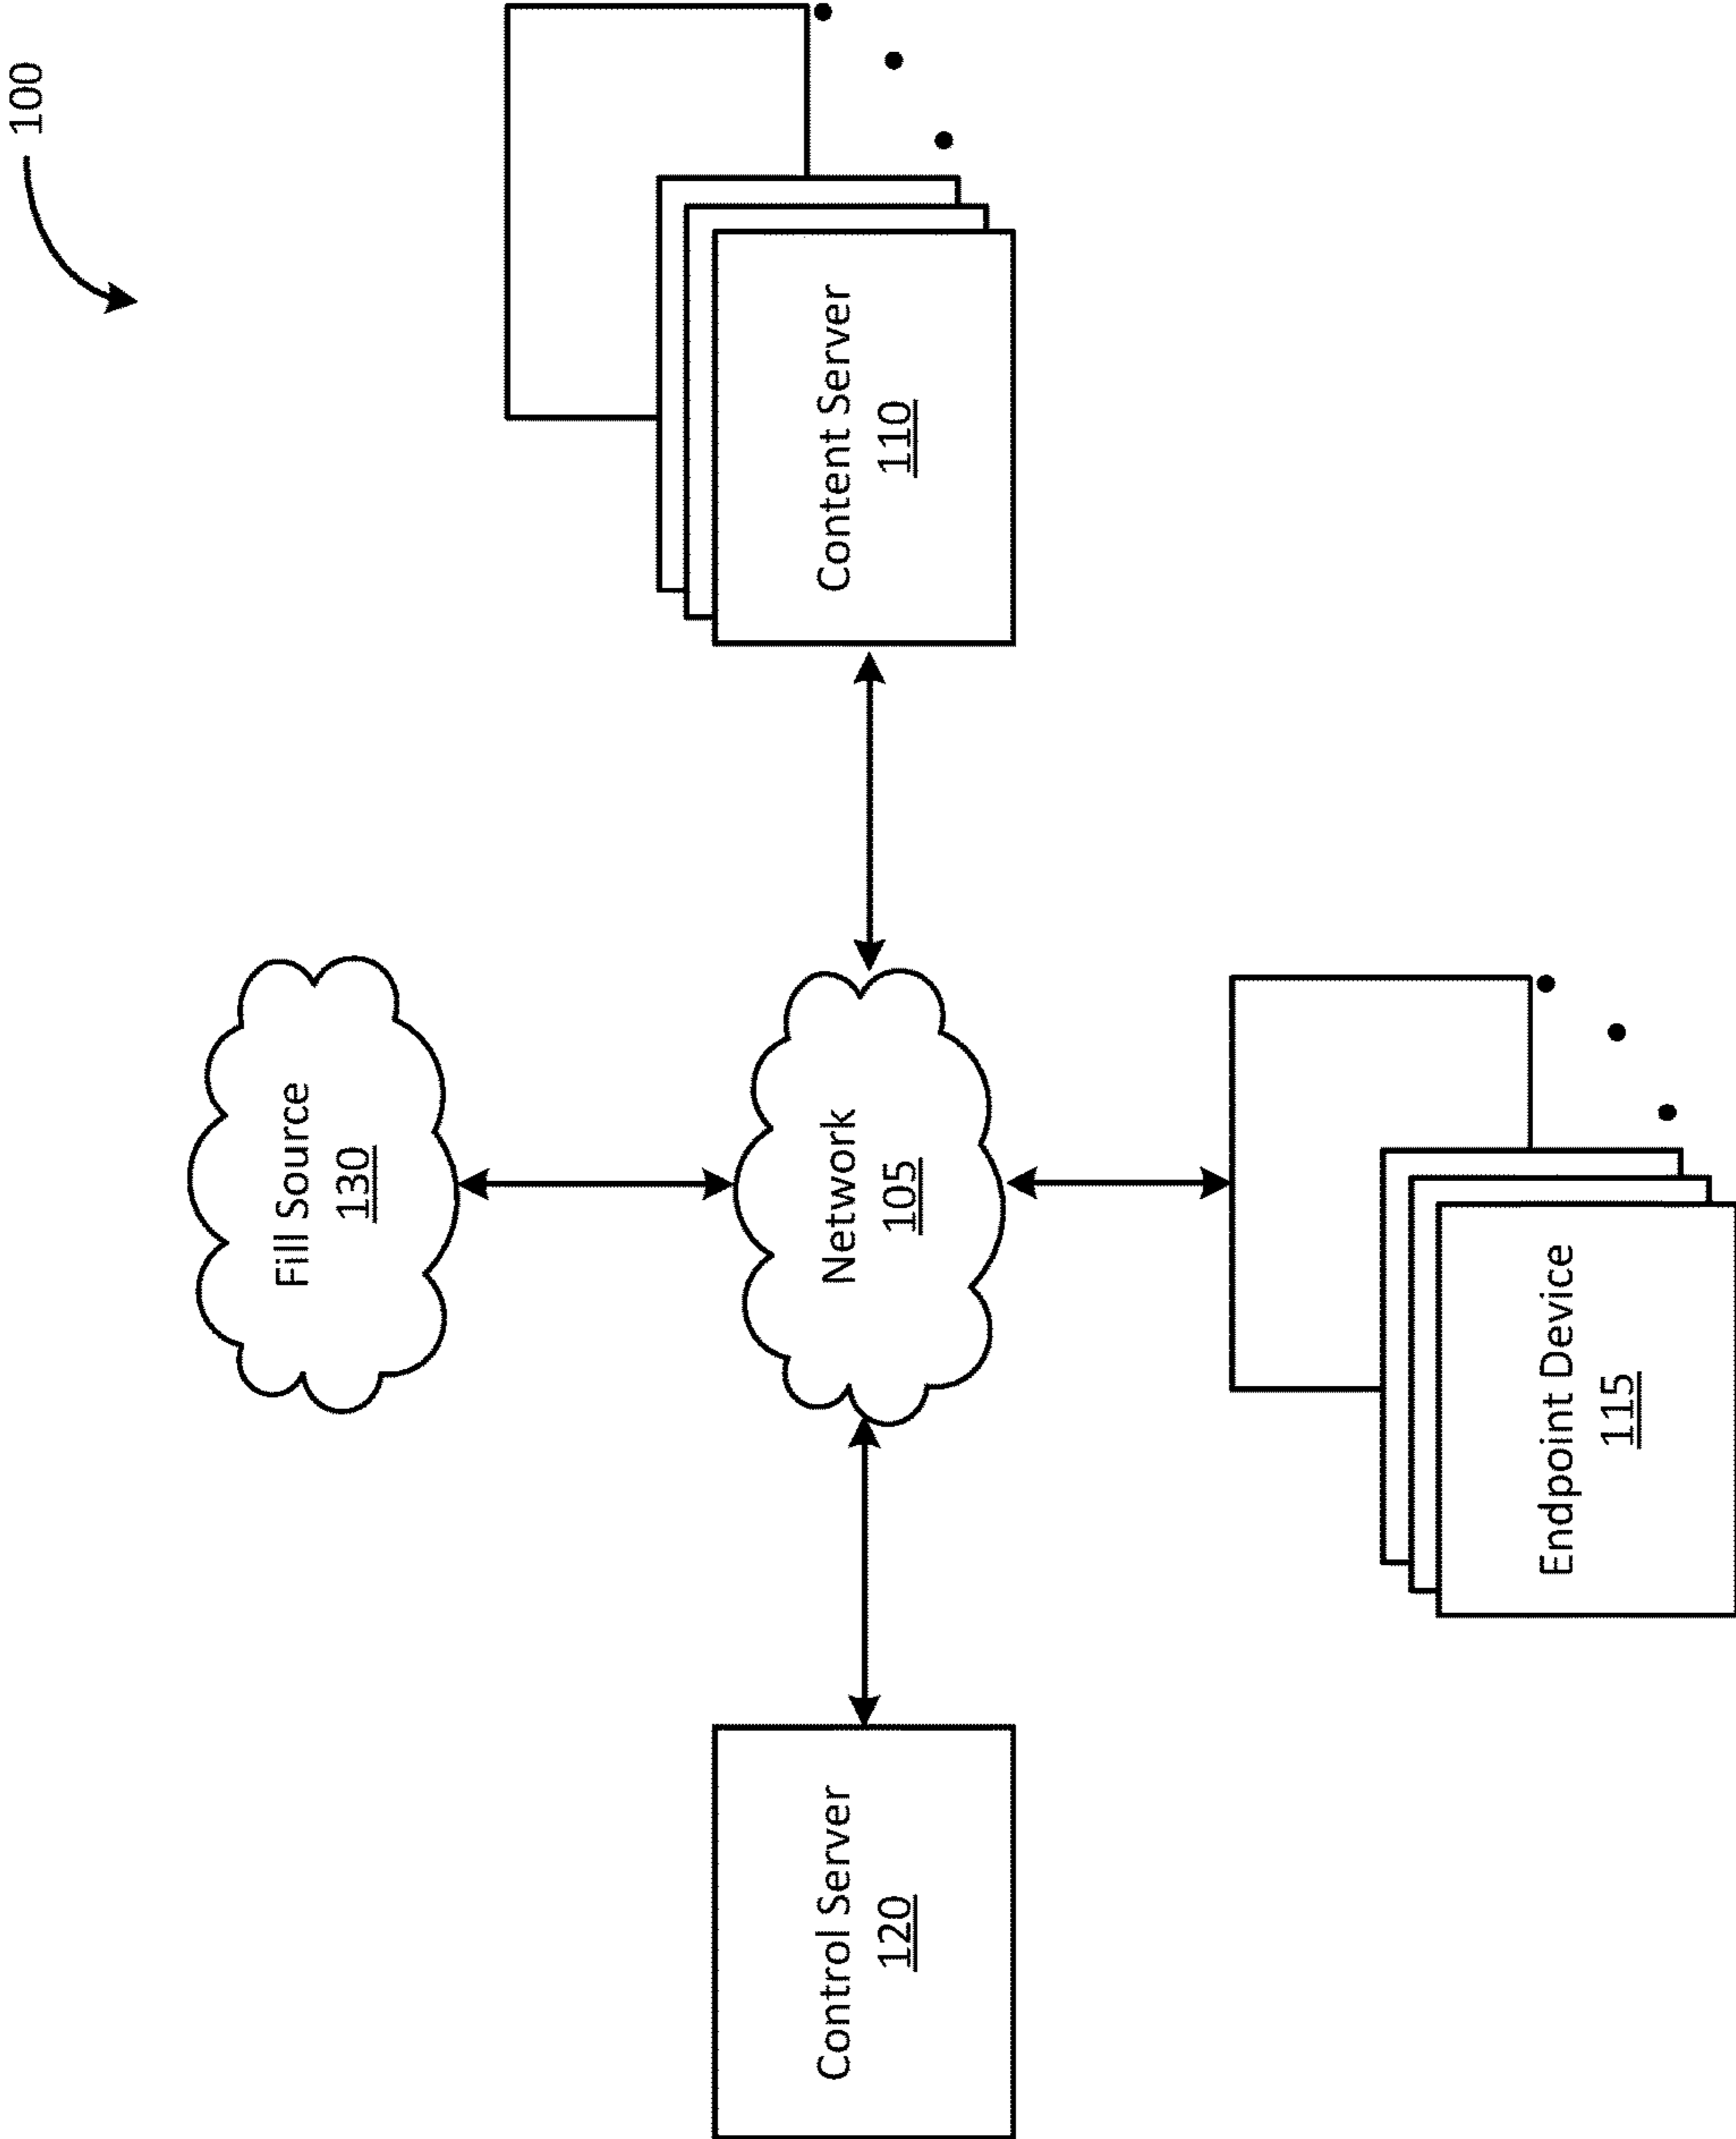 100
Fill Source
130
Control Server
120
Network
105
Content Server
110
Endpoint Device
115